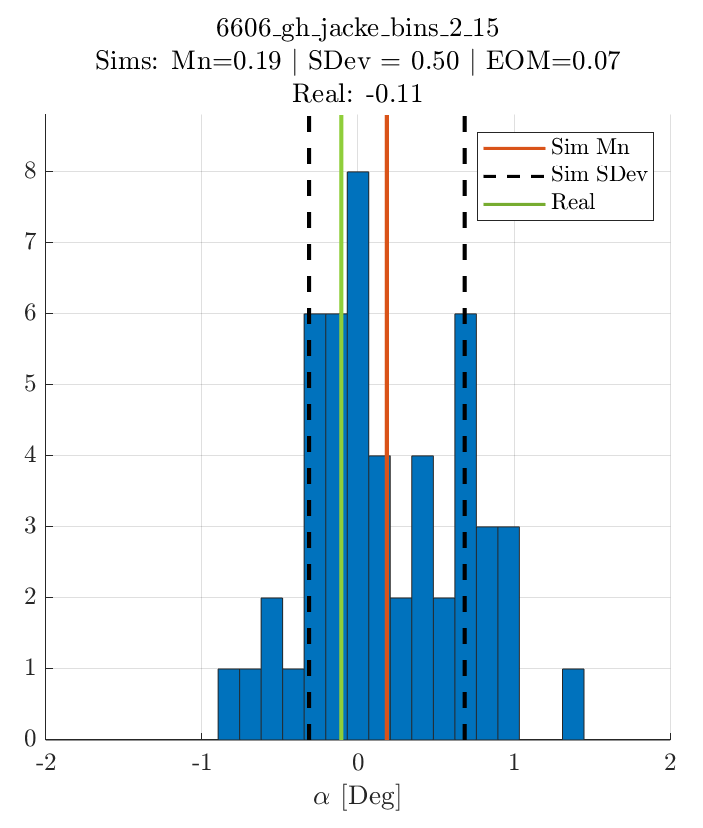 6606_gh_jacke_bins_2_15
Sims: Mn=0.19 | SDev = 0.50 | EOM=0.07
Real: -0.11
Sim Mn
Sim SDev
Real
8
7
6
5
4
3
2
1
0
-2 -1 0 1 2
α [Deg]